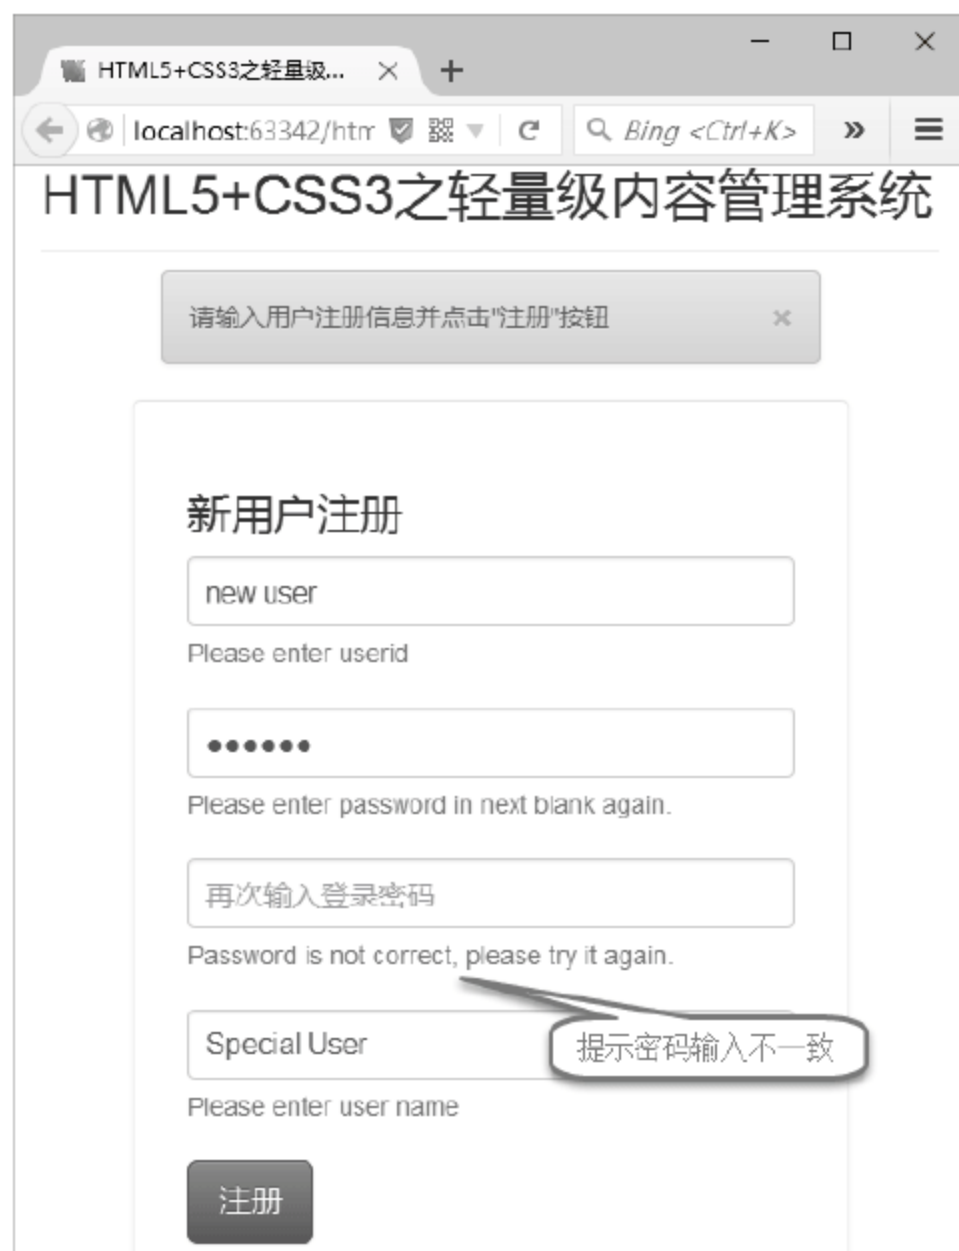 HTML5+CSS3之轻量级...
localhost:63342/htm
Bing <Ctrl+K>
HTML5+CSS3之轻量级内容管理系统
请输入用户注册信息并点击"注册"按钮
新用户注册
new user
Please enter userid
Please enter password in next blank again.
再次输入登录密码
Password is not correct, please try it again.
Special User
提示密码输入不一致
Please enter user name
注册